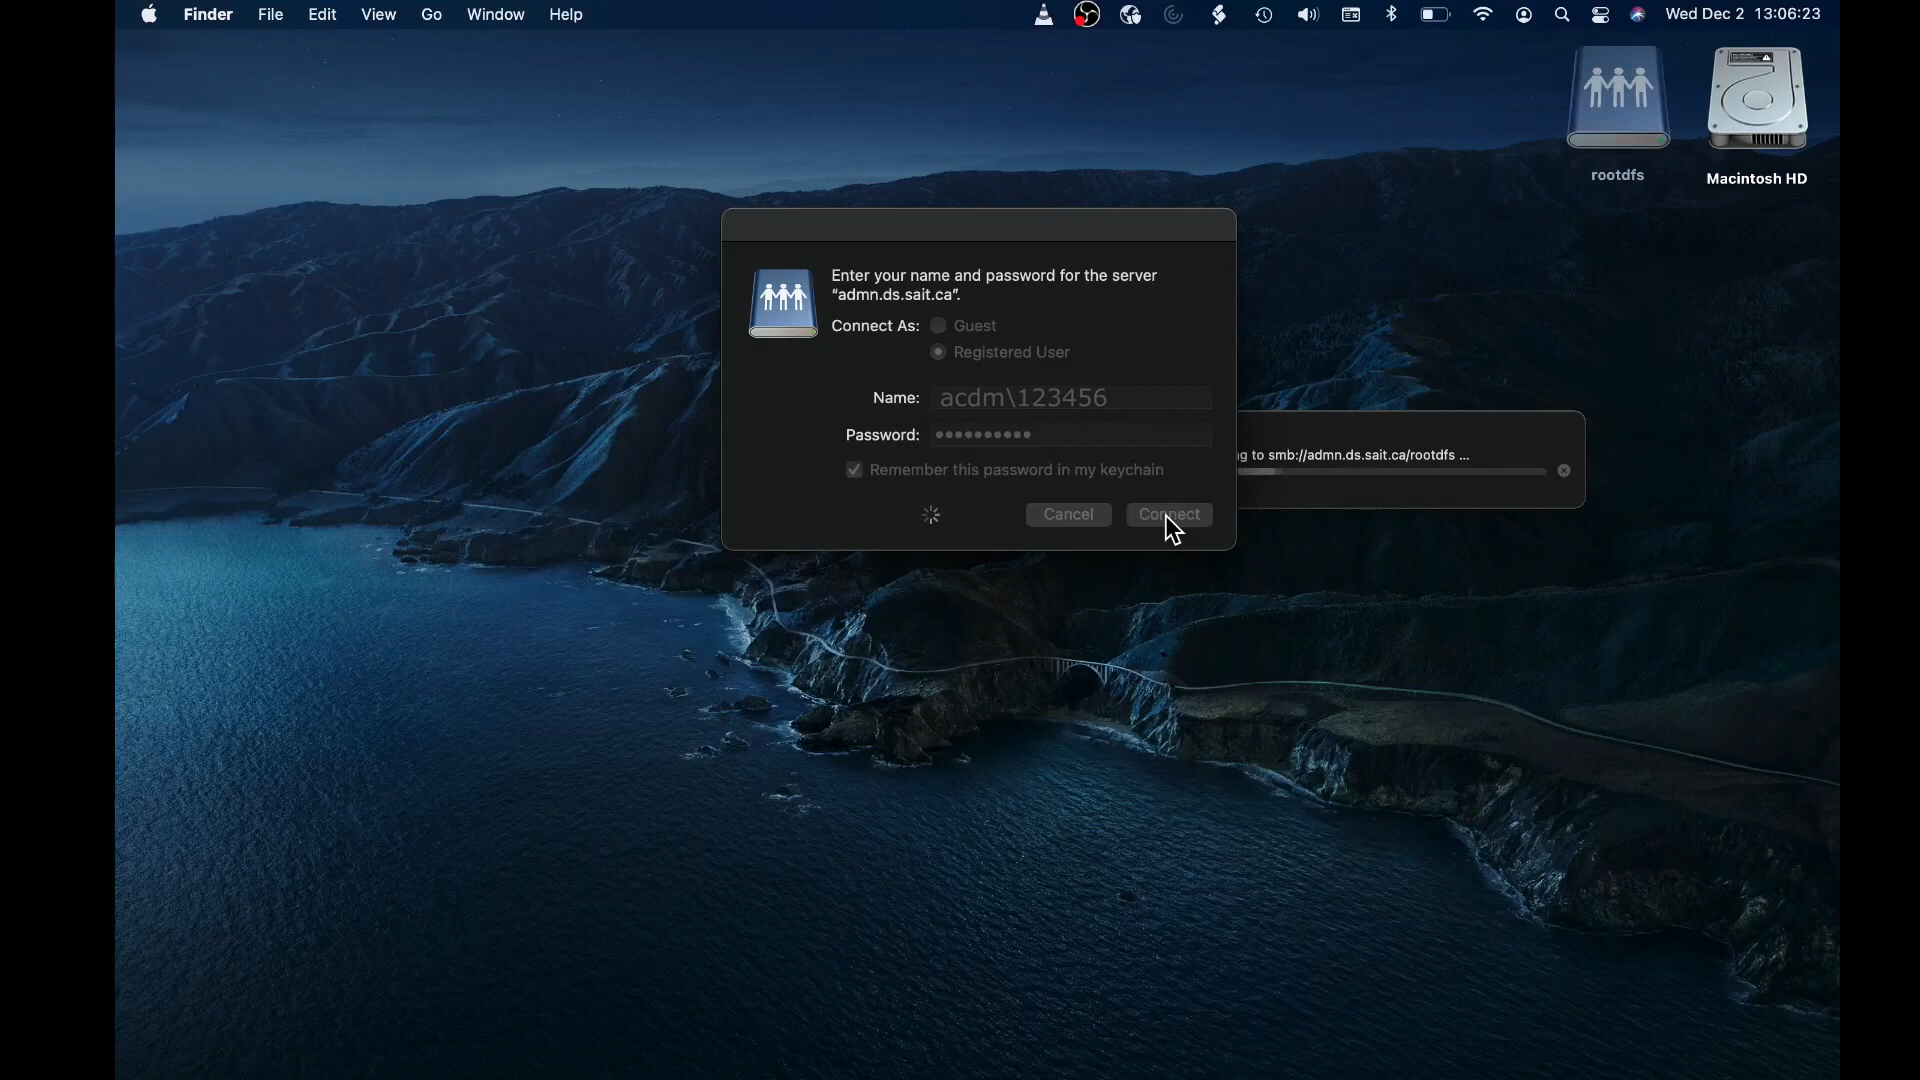 Finder File Edit View Go Window Help Wed Dec 2 13:06:23
rootdfs
Macintosh HD
Enter your name and password for the server
“admn.ds.sait.ca”.
Connect As: Guest
Registered User
Name: acdm\123456
Password: ••••••••••
Remember this password in my keychain
Cancel Connect
to smb://admn.ds.sait.ca/rootdfs ...